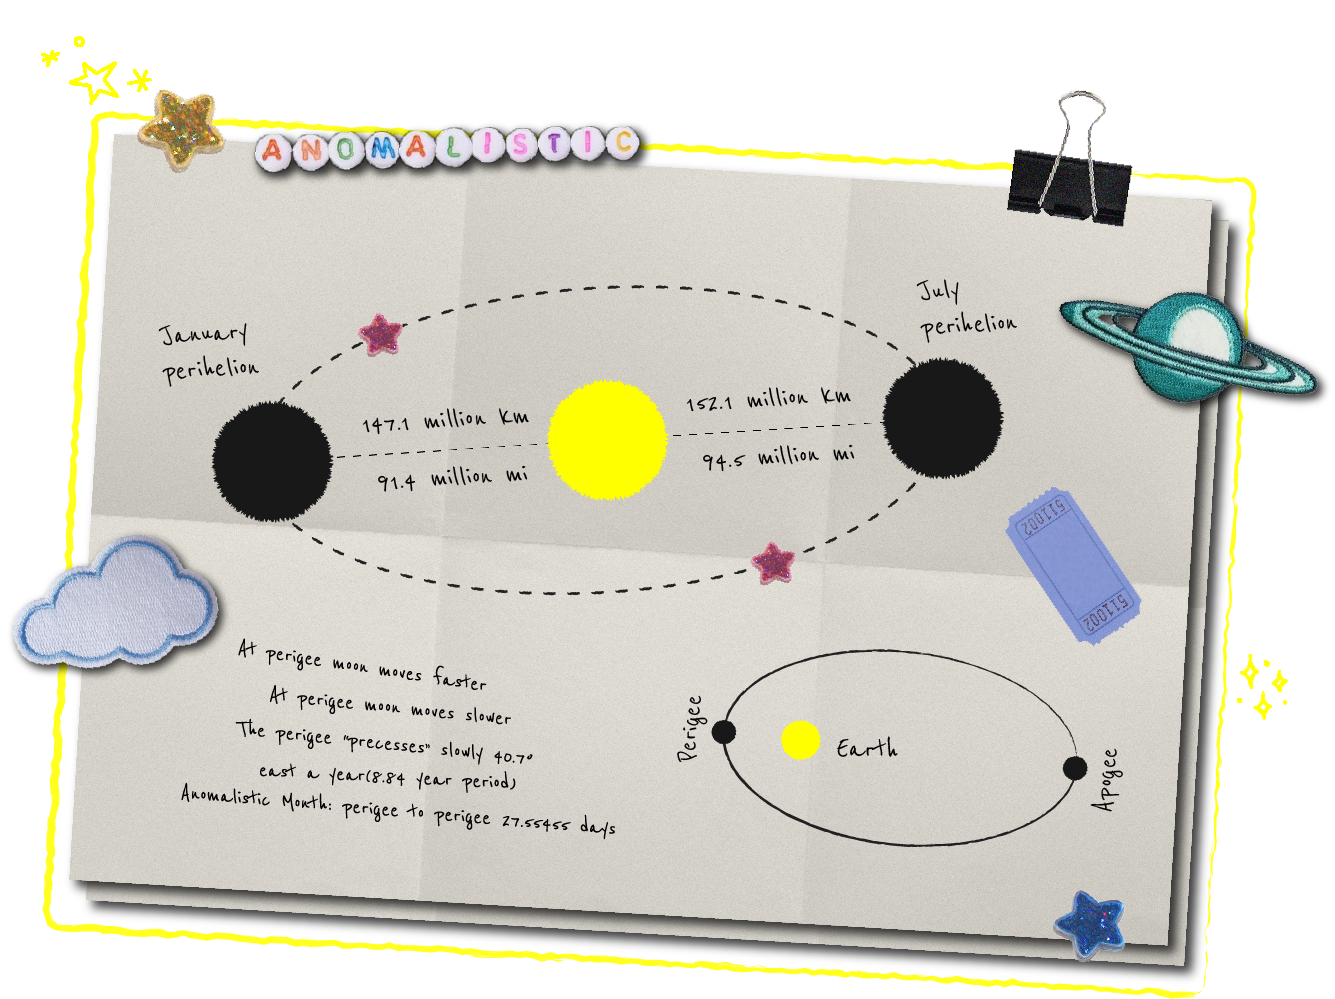 ANOMALISTIC
January
perihelion
July
perihelion
147.1 million km
91.4 million mi
152.1 million km
94.5 million mi
511002
511002
At perigee moon moves faster
At perigee moon moves slower
The perigee "precesses" slowly 40.7°
east a year(8.84 year period)
Anomalistic Month: perigee to perigee 27.55455 days
Perigee
Earth
Apogee